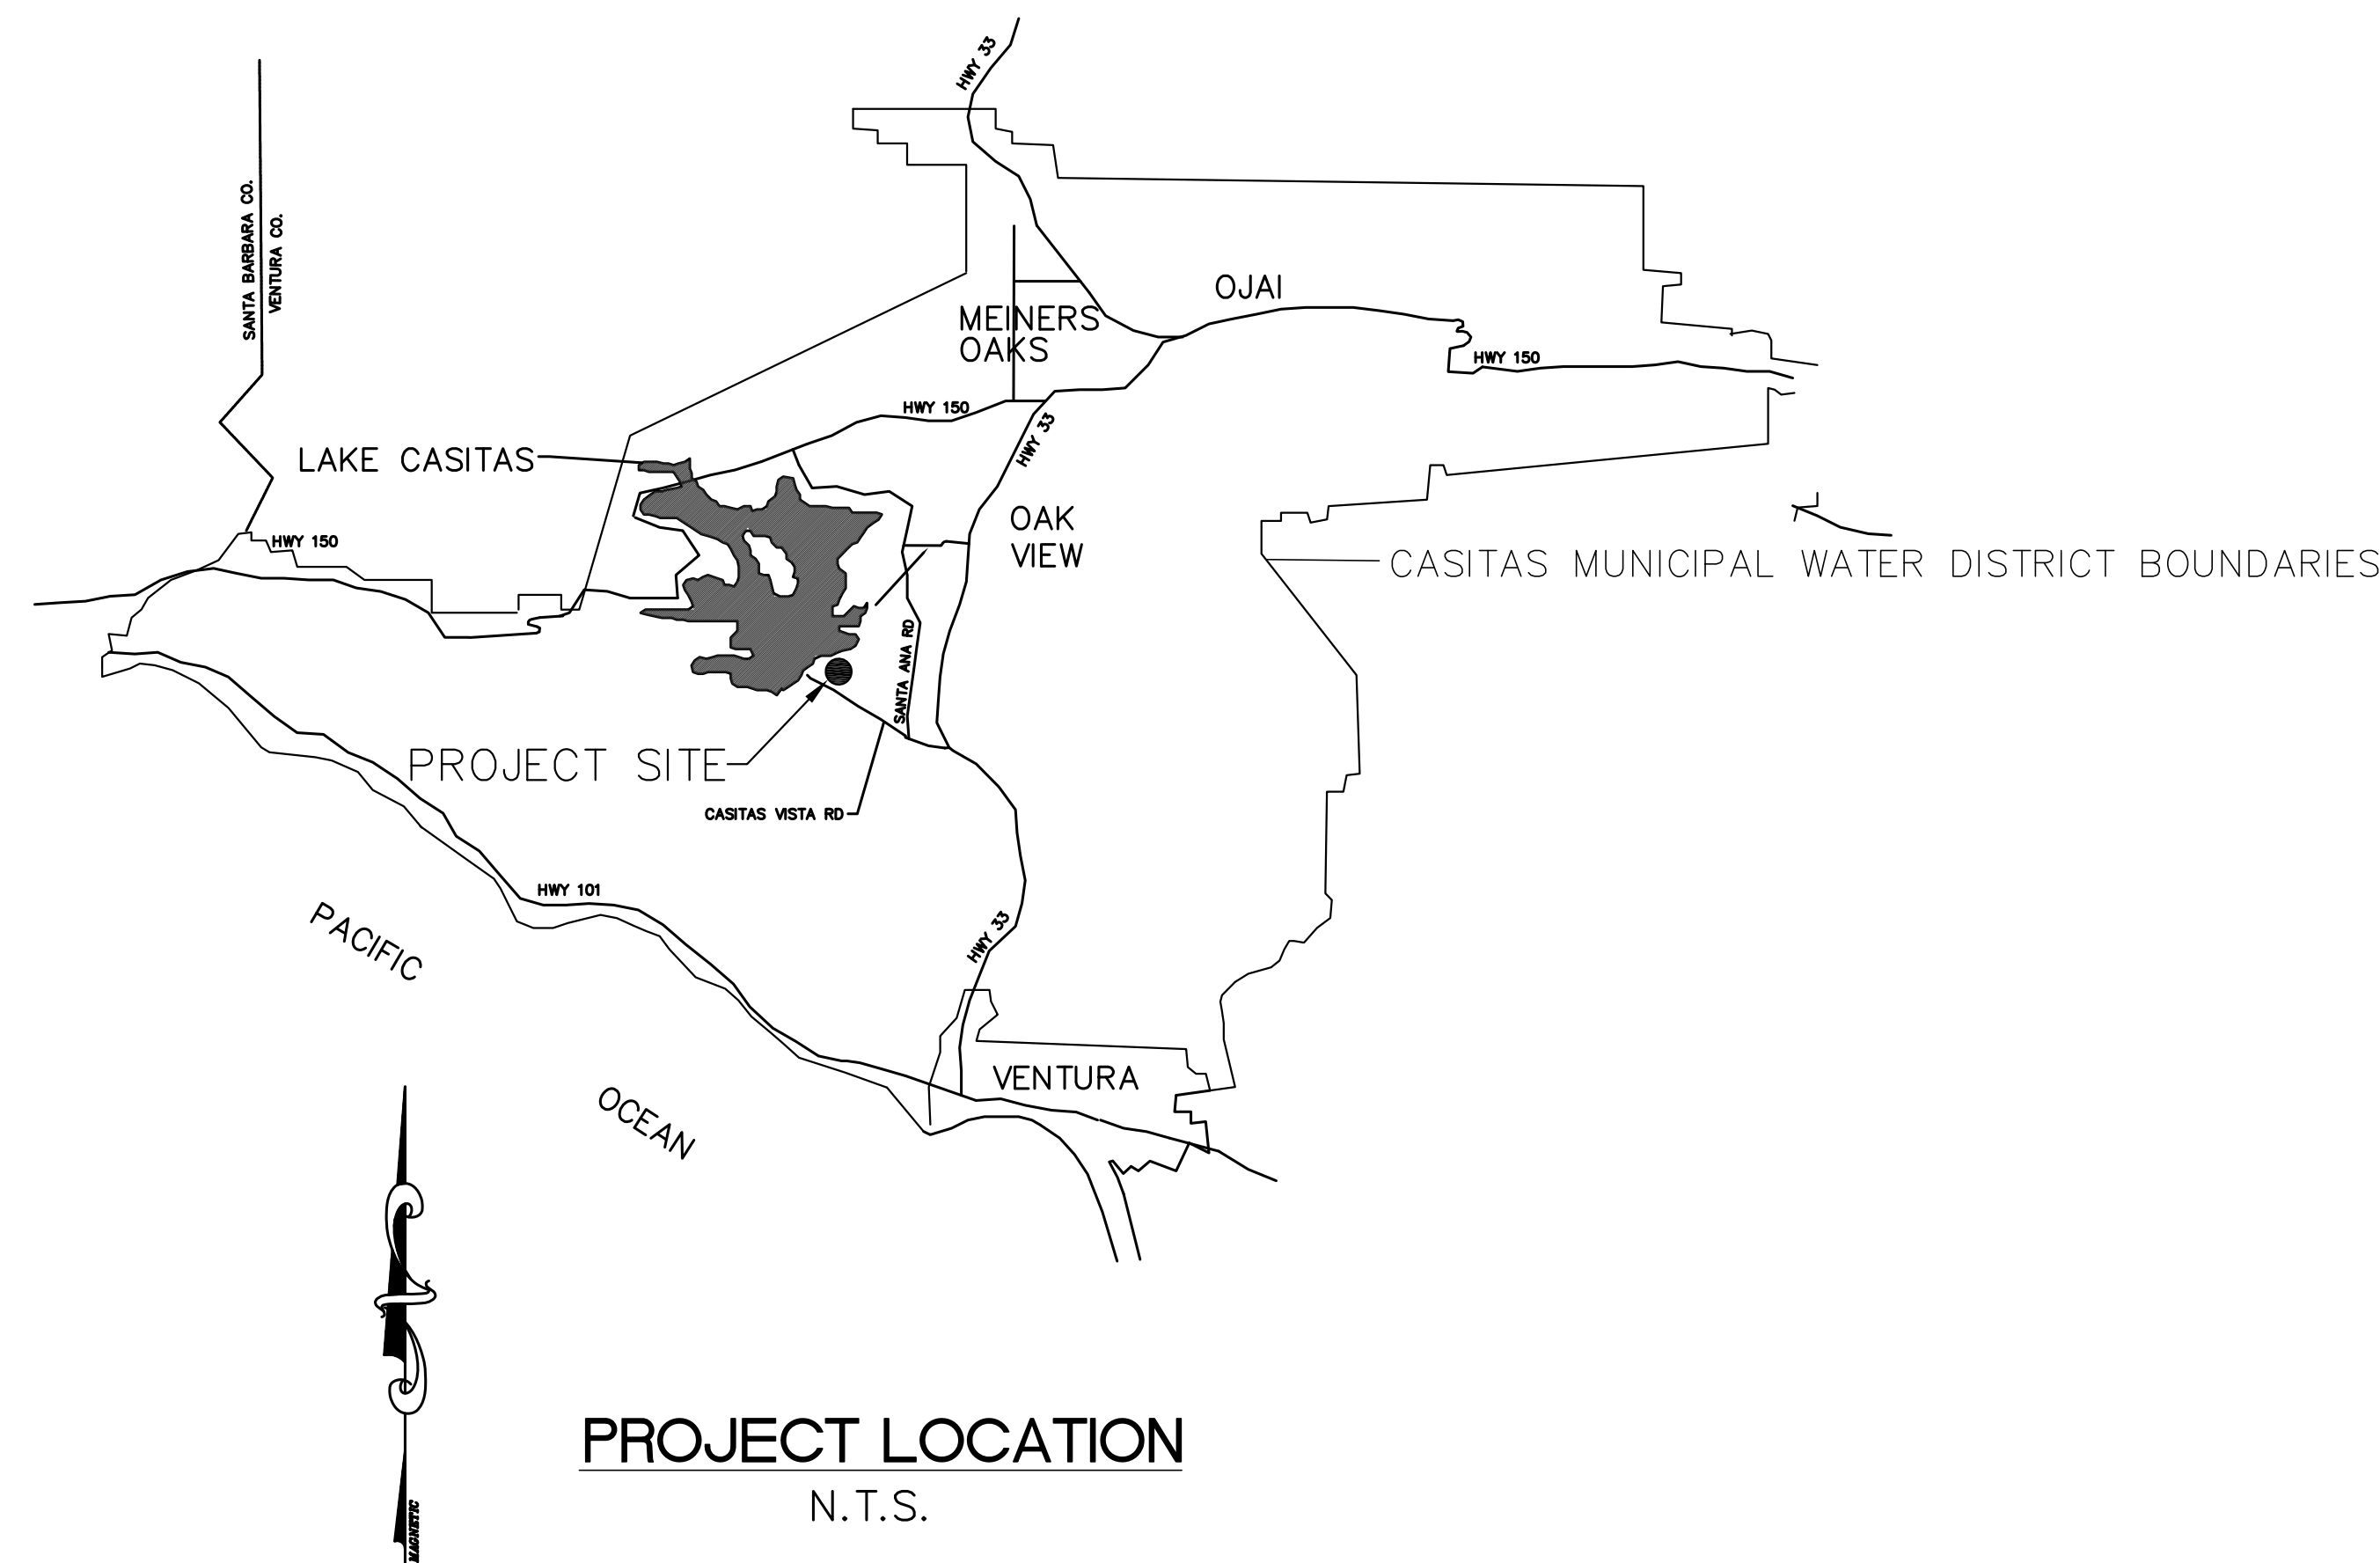 HWY 33
SANTA BARBARA CO.
VENTURA CO.
OJAI
MEINERS
OAKS
HWY 150
HWY 150
HWY 33
LAKE CASITAS
OAK
VIEW
HWY 150
CASITAS MUNICIPAL WATER DISTRICT BOUNDARIES
SANTA ANA RD
PROJECT SITE
CASITAS VISTA RD
HWY 101
PACIFIC
HWY 33
VENTURA
OCEAN
PROJECT LOCATION
N.T.S.
MAGNETIC